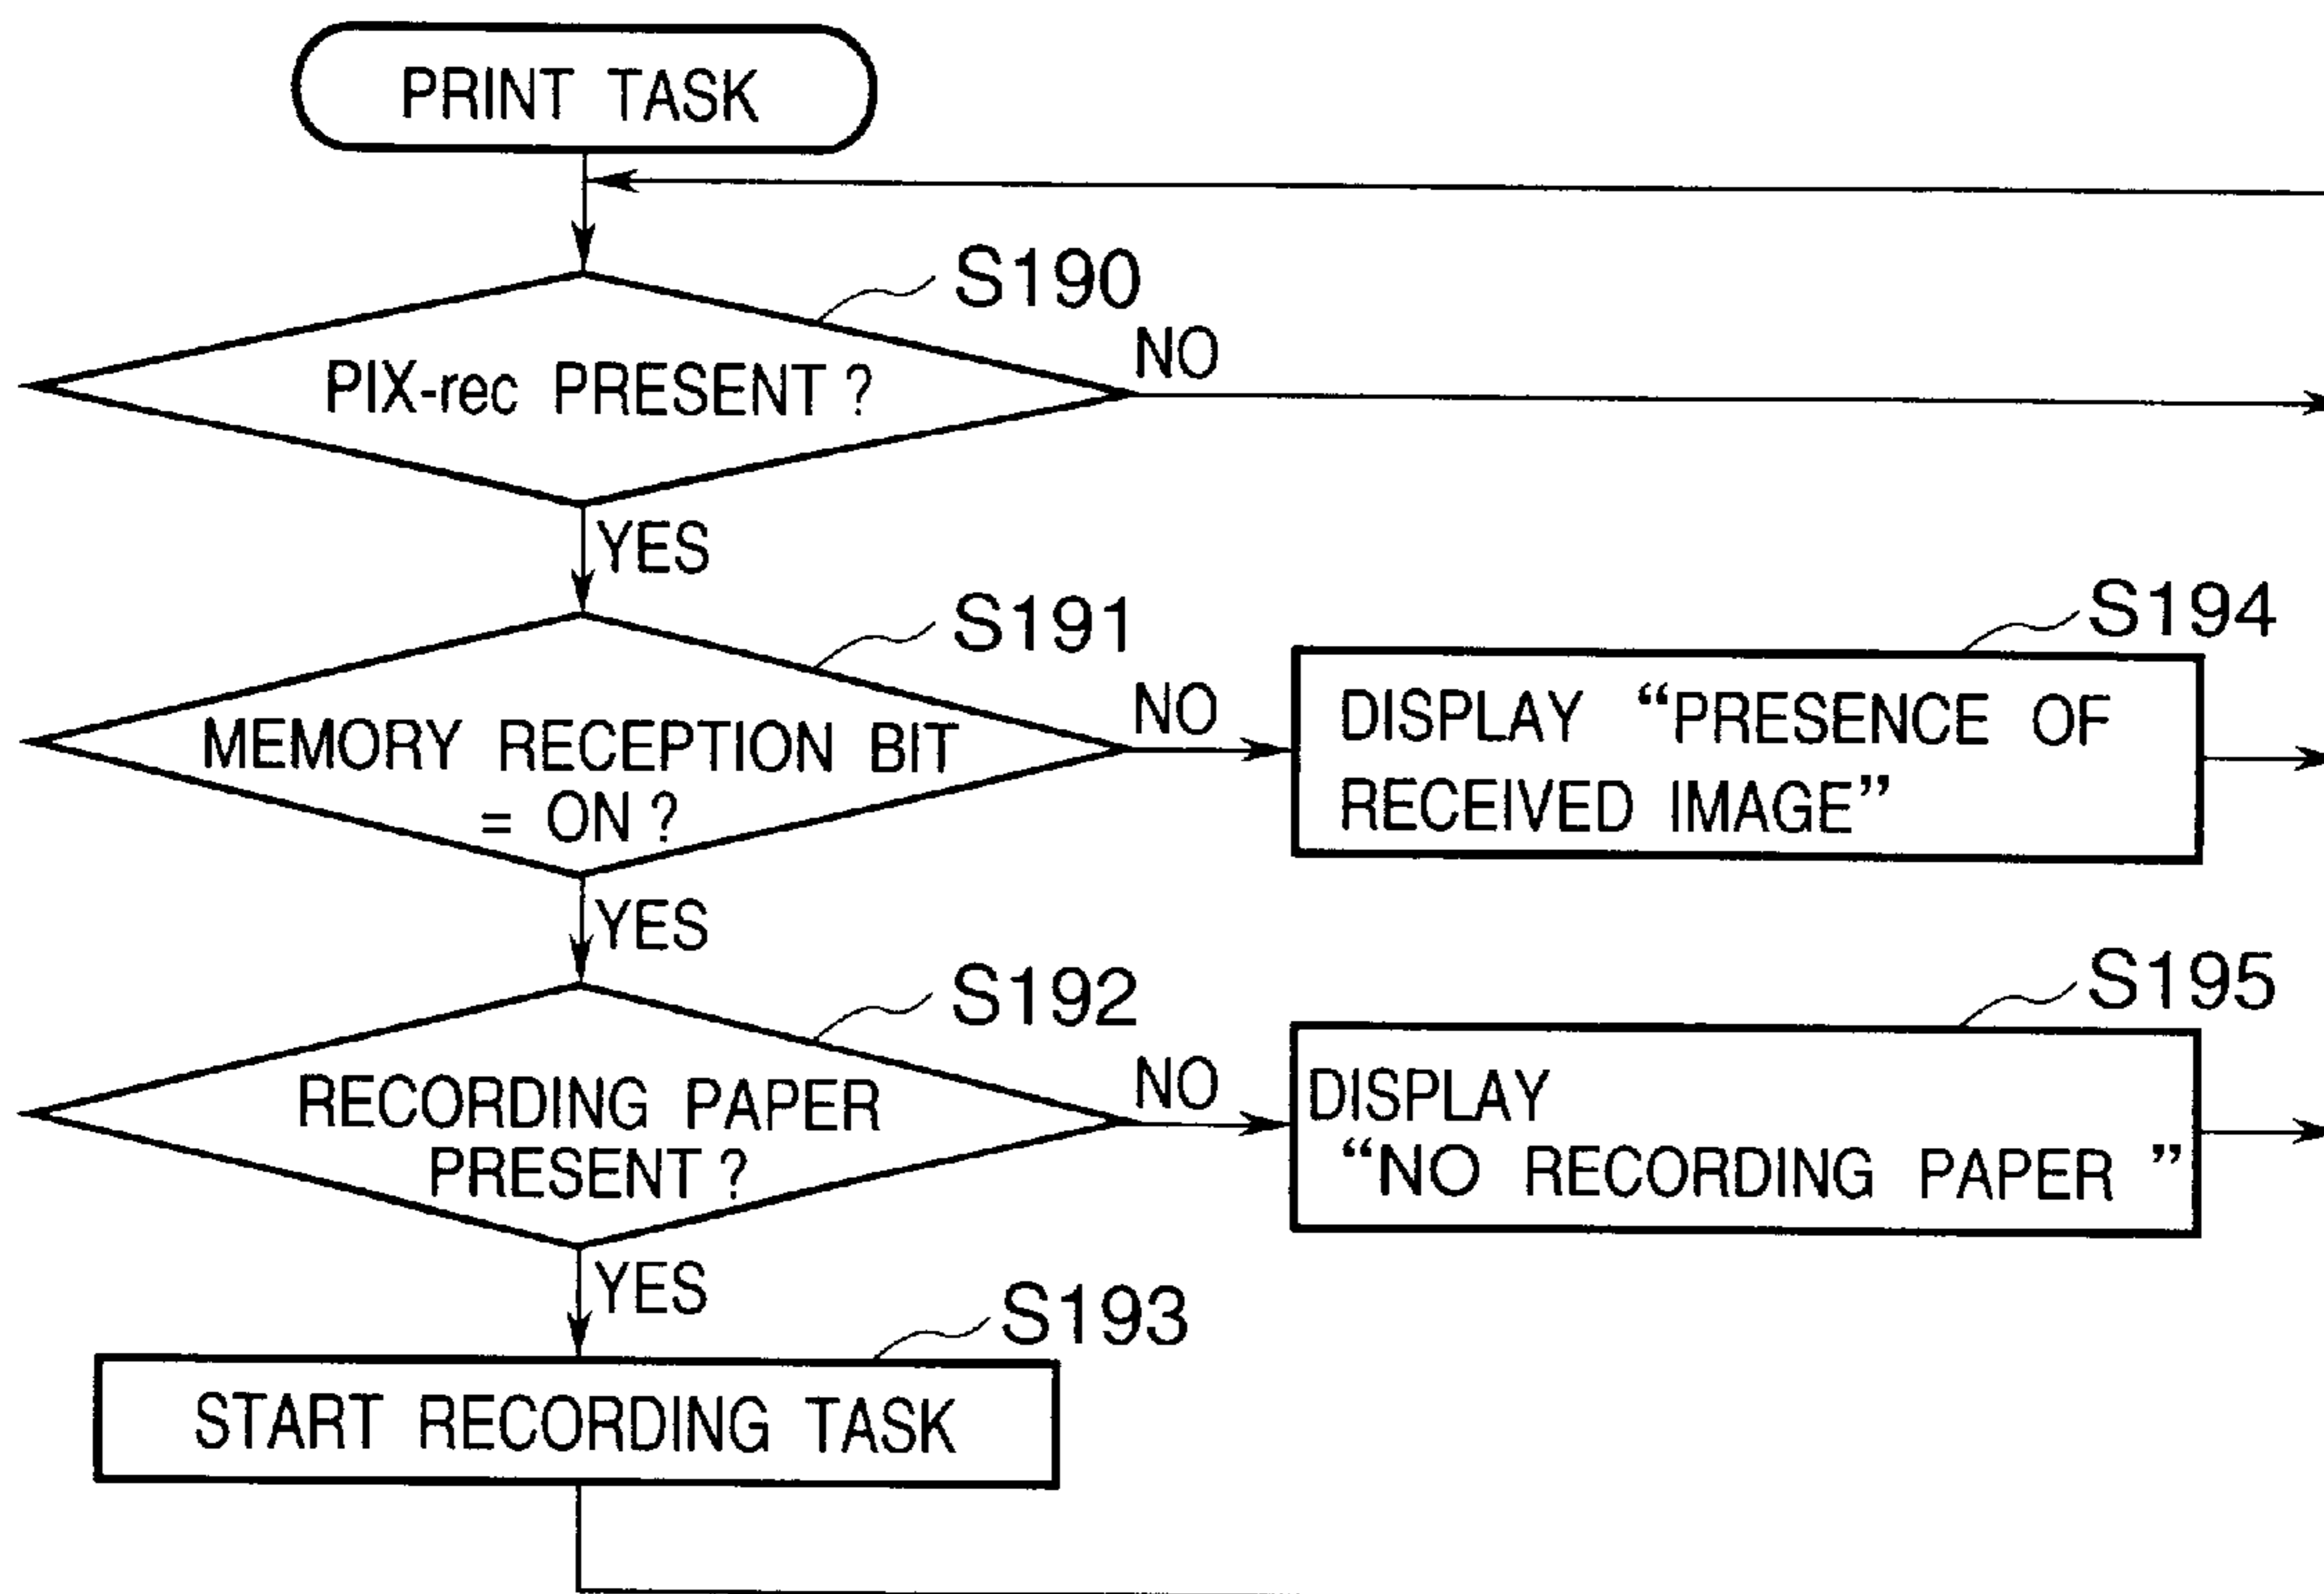 PRINT TASK
S190
PIX-rec PRESENT ?
NO
YES
S191
MEMORY RECEPTION BIT
= ON ?
NO
S194
DISPLAY “PRESENCE OF
RECEIVED IMAGE”
YES
S192
RECORDING PAPER
PRESENT ?
NO
S195
DISPLAY
“NO RECORDING PAPER ”
YES
S193
START RECORDING TASK